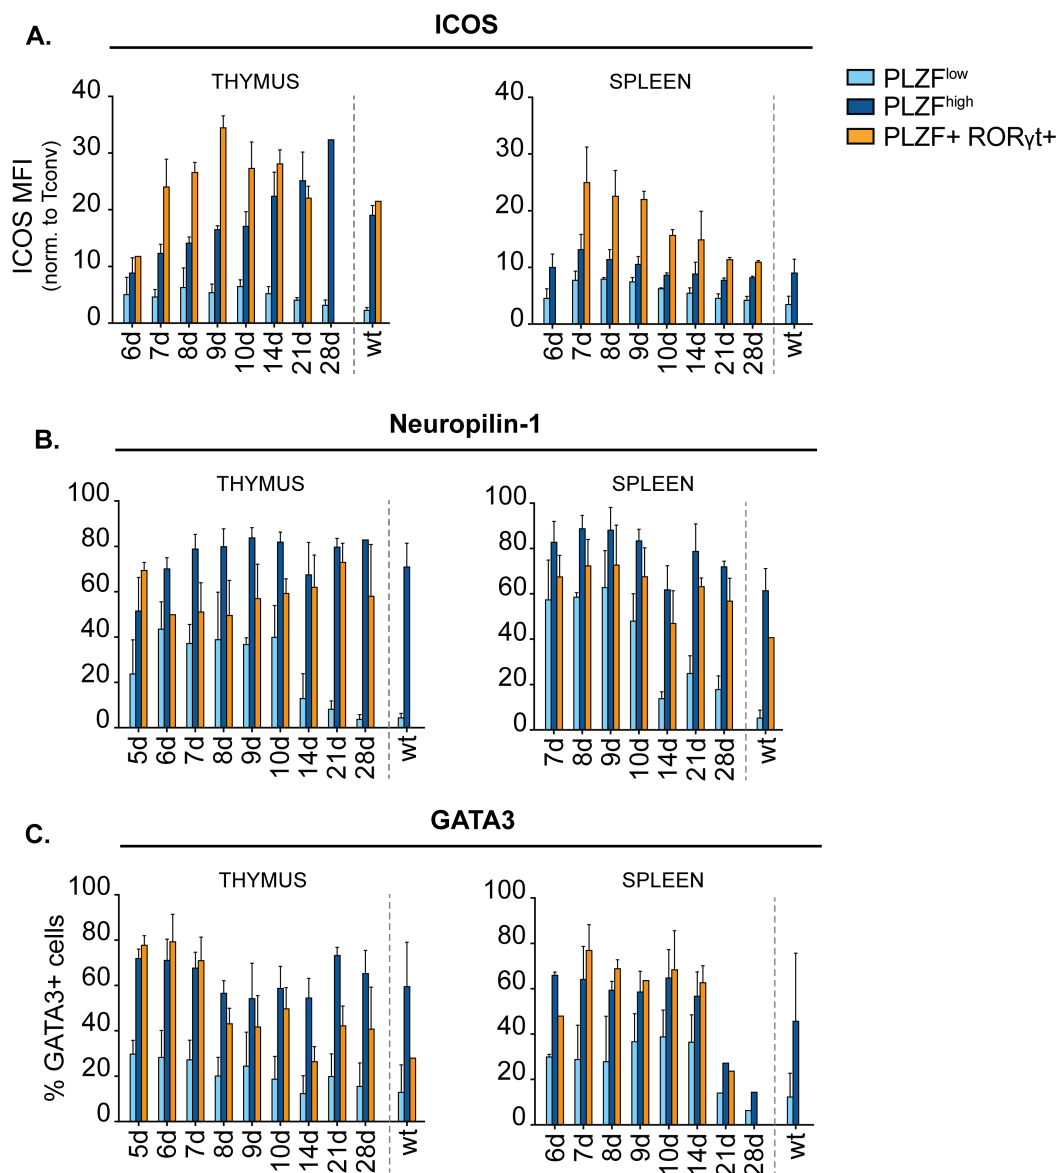 A.
ICOS
THYMUS
SPLEEN
PLZFlow
PLZFhigh
PLZF+ RORγt+
ICOS MFI
(norm. to Tconv)
40
30
20
10
0
6d 7d 8d 9d 10d 14d 21d 28d wt
40
30
20
10
0
6d 7d 8d 9d 10d 14d 21d 28d wt
B.
Neuropilin-1
THYMUS
SPLEEN
100
80
60
40
20
0
5d 6d 7d 8d 9d 10d 14d 21d 28d wt
100
80
60
40
20
0
7d 8d 9d 10d 14d 21d 28d wt
C.
GATA3
THYMUS
SPLEEN
% GATA3+ cells
100
80
60
40
20
0
5d 6d 7d 8d 9d 10d 14d 21d 28d wt
100
80
60
40
20
0
6d 7d 8d 9d 10d 14d 21d 28d wt